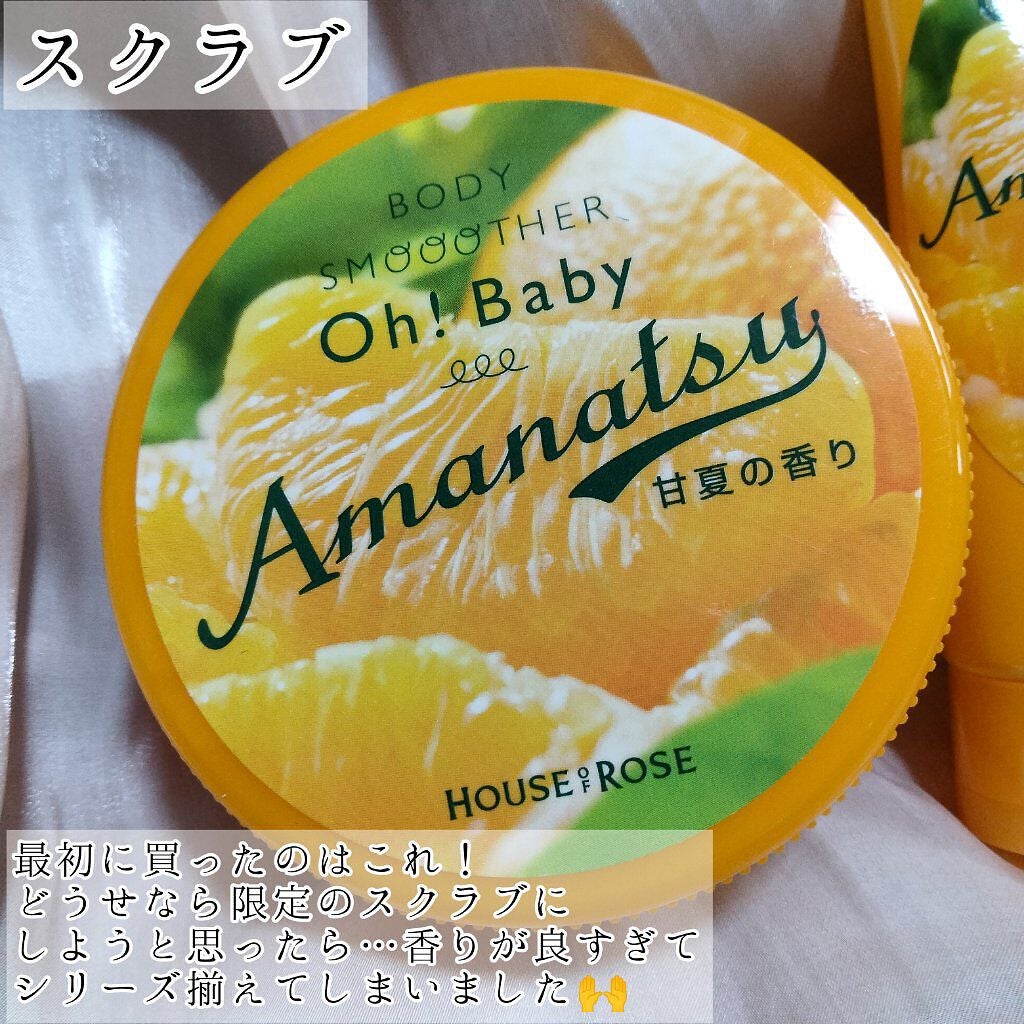 スクラブ
BODY
SMOOOTHER
Oh! Baby
Amanatsu
甘夏の香り
HOUSE OF ROSE
Am
最初に買ったのはこれ！
どうせなら限定のスクラブに
しようと思ったら…香りが良すぎて
シリーズ揃えてしまいました🙌